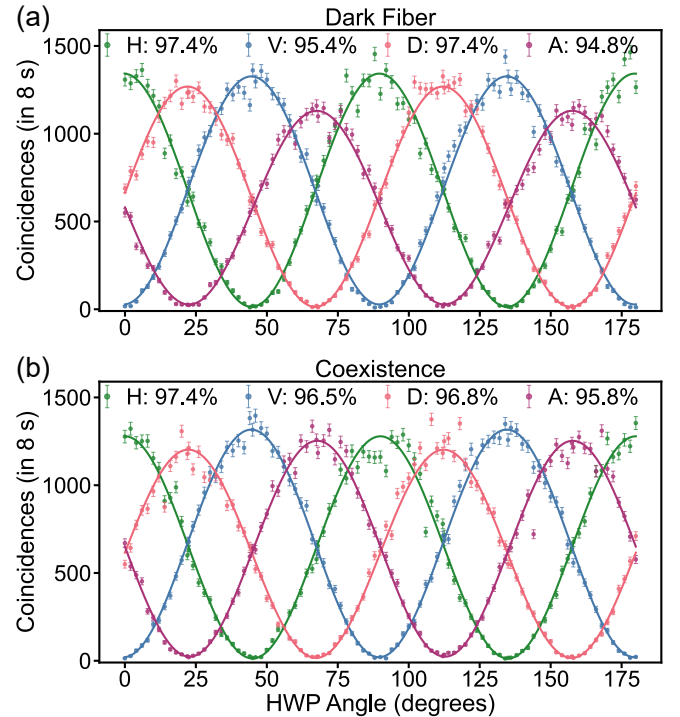 (a)
Dark Fiber
H: 97.4% V: 95.4% D: 97.4% A: 94.8%
Coincidences (in 8 s)
1500
1000
500
0
0 25 50 75 100 125 150 175
(b)
Coexistence
H: 97.4% V: 96.5% D: 96.8% A: 95.8%
Coincidences (in 8 s)
1500
1000
500
0
0 25 50 75 100 125 150 175
HWP Angle (degrees)